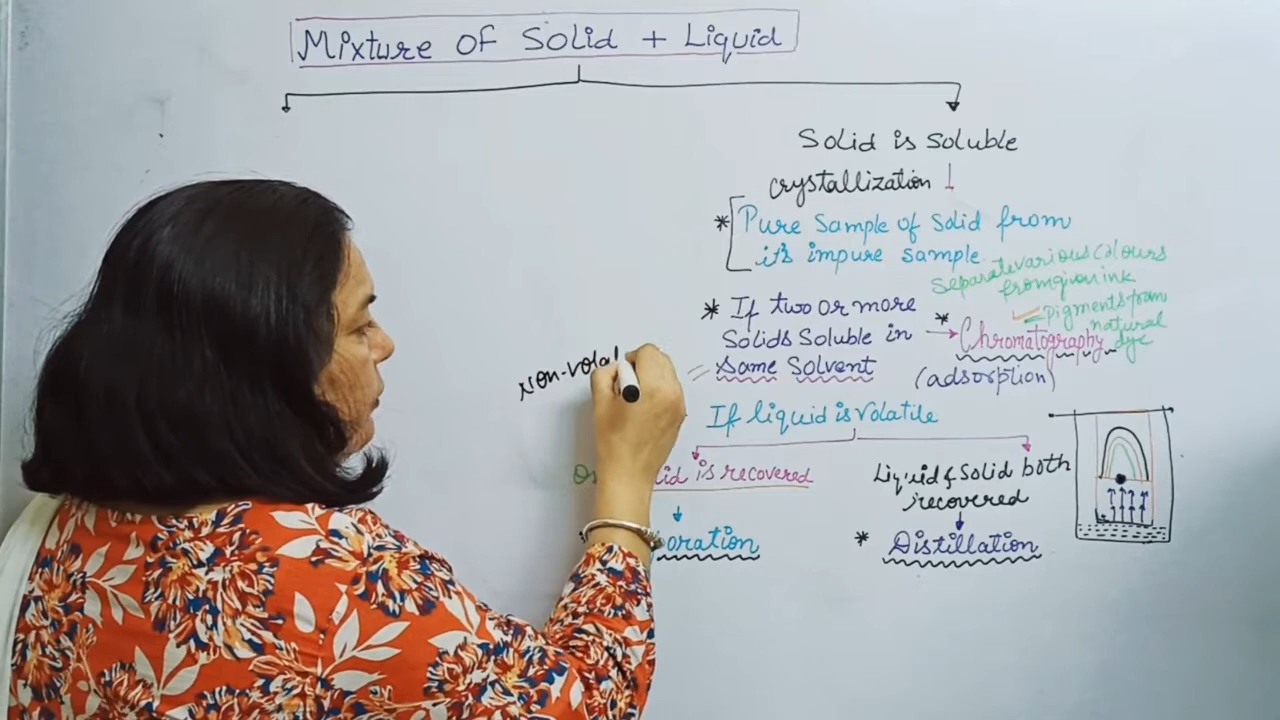 Mixture of Solid + Liquid
Solid is soluble
crystallization
* Pure Sample of Solid from
it's impure sample
Separate various colours
from given ink
pigments from
natural
dye
* If two or more
Solids Soluble in
Same Solvent
* Chromatography
(adsorption)
If liquid is volatile
is recovered
Liquid & Solid both
recovered
* Distillation